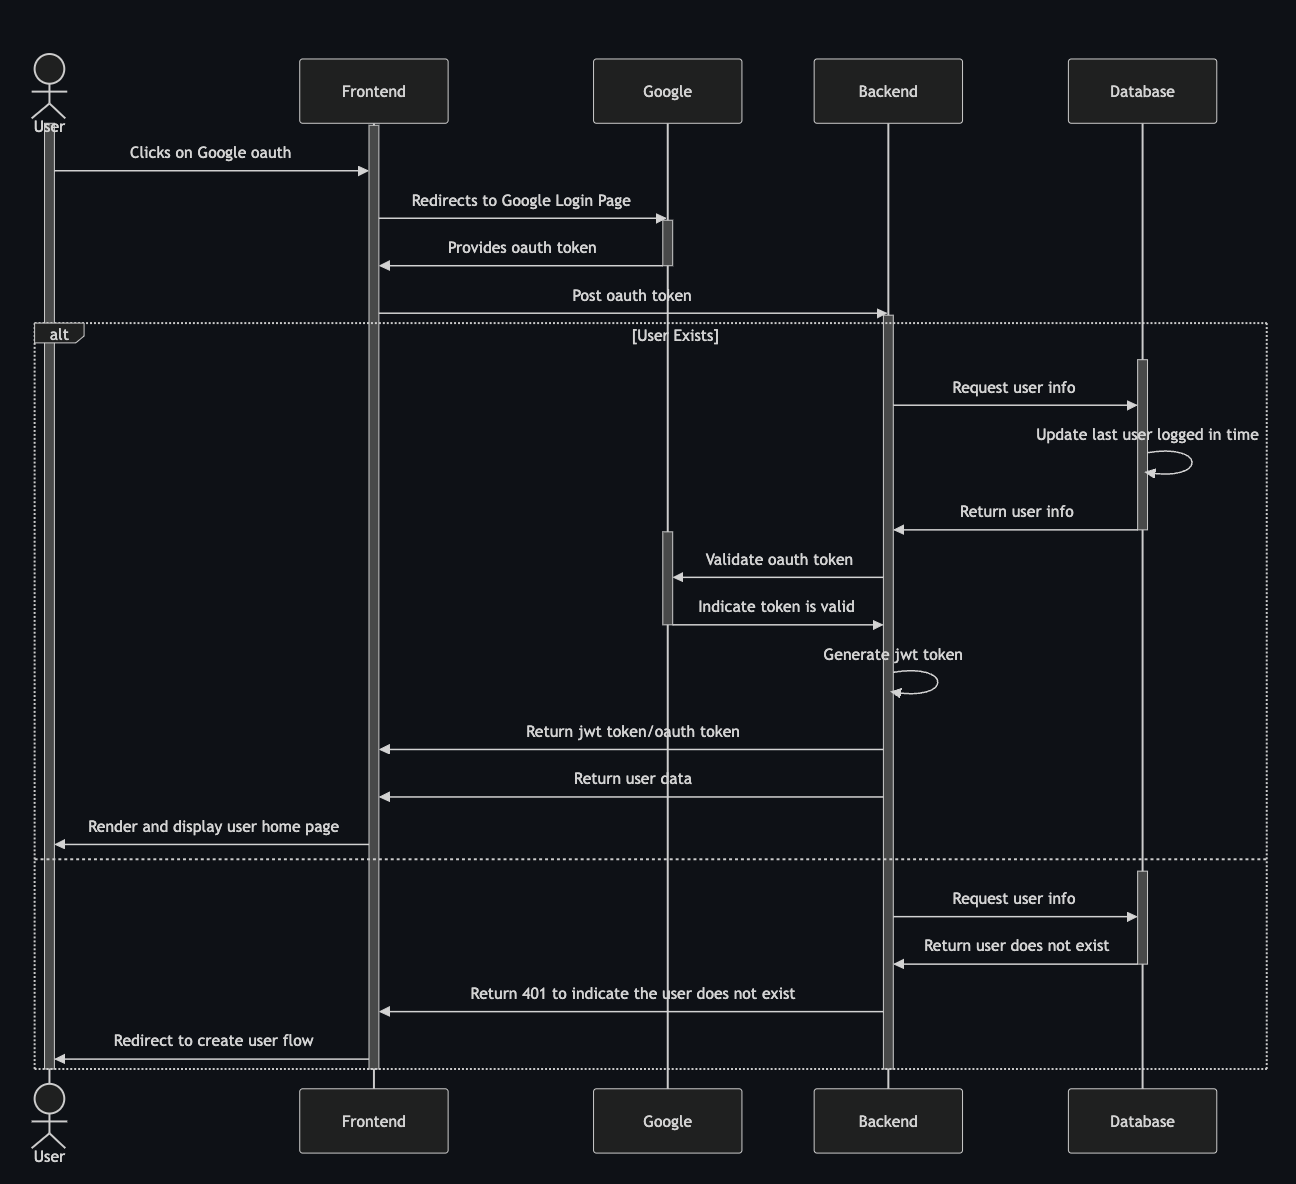 User
Frontend
Google
Backend
Database
Clicks on Google oauth
Redirects to Google Login Page
Provides oauth token
Post oauth token
alt
[User Exists]
Request user info
Update last user logged in time
Return user info
Validate oauth token
Indicate token is valid
Generate jwt token
Return jwt token/oauth token
Return user data
Render and display user home page
Request user info
Return user does not exist
Return 401 to indicate the user does not exist
Redirect to create user flow
User
Frontend
Google
Backend
Database